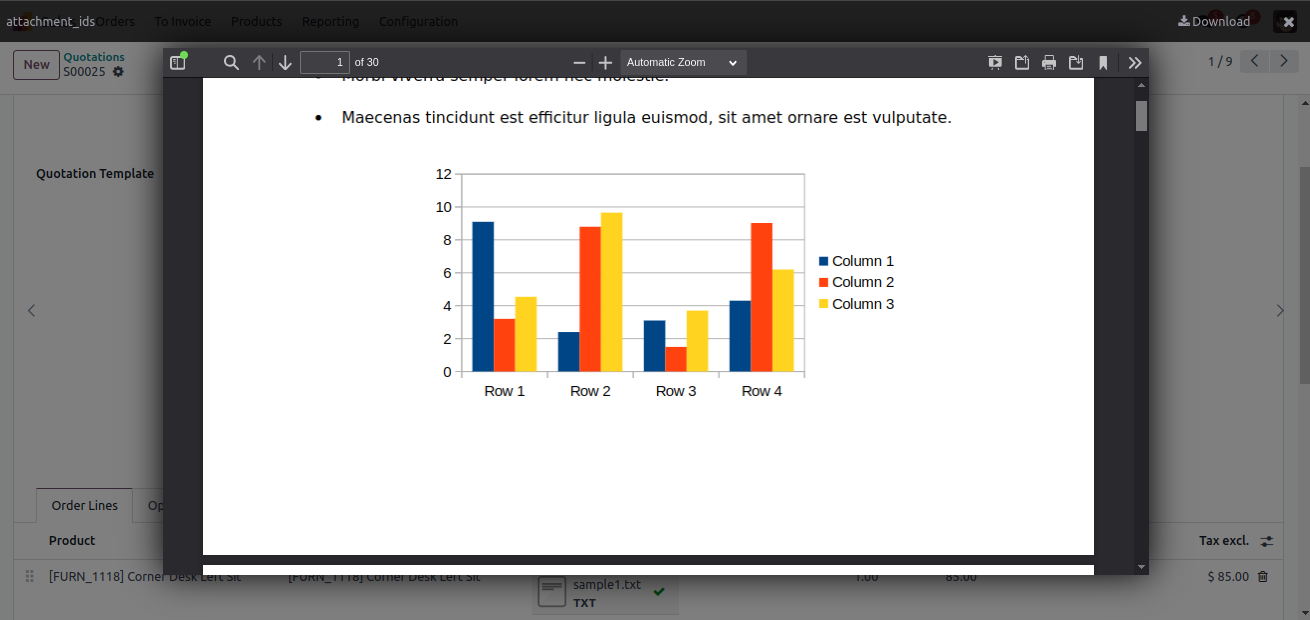 attachment_ids
Orders
To Invoice
Products
Reporting
Configuration
Download
New
Quotations
S00025
1 of 30
Automatic Zoom
1 / 9
Morbi viverra semper lorem nec molestie.
• Maecenas tincidunt est efficitur ligula euismod, sit amet ornare est vulputate.
Quotation Template
12
10
8
6
4
2
0
Row 1
Row 2
Row 3
Row 4
Column 1
Column 2
Column 3
Order Lines
Op
Product
Tax excl.
[FURN_1118] Corner Desk Left Sit
[FURN_1118] Corner Desk Left Sit
sample1.txt
TXT
1.00
85.00
$ 85.00